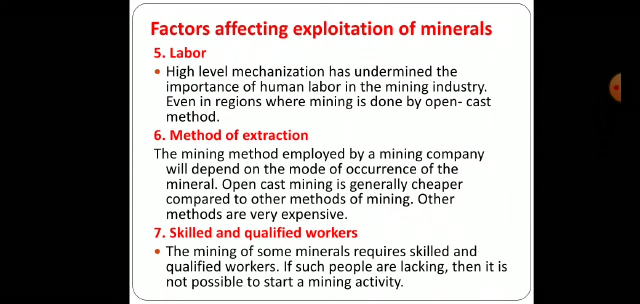 Factors affecting exploitation of minerals
5. Labor
• High level mechanization has undermined the
importance of human labor in the mining industry.
Even in regions where mining is done by open- cast
method.
6. Method of extraction
The mining method employed by a mining company
will depend on the mode of occurrence of the
mineral. Open cast mining is generally cheaper
compared to other methods of mining. Other
methods are very expensive.
7. Skilled and qualified workers
• The mining of some minerals requires skilled and
qualified workers. If such people are lacking, then it is
not possible to start a mining activity.